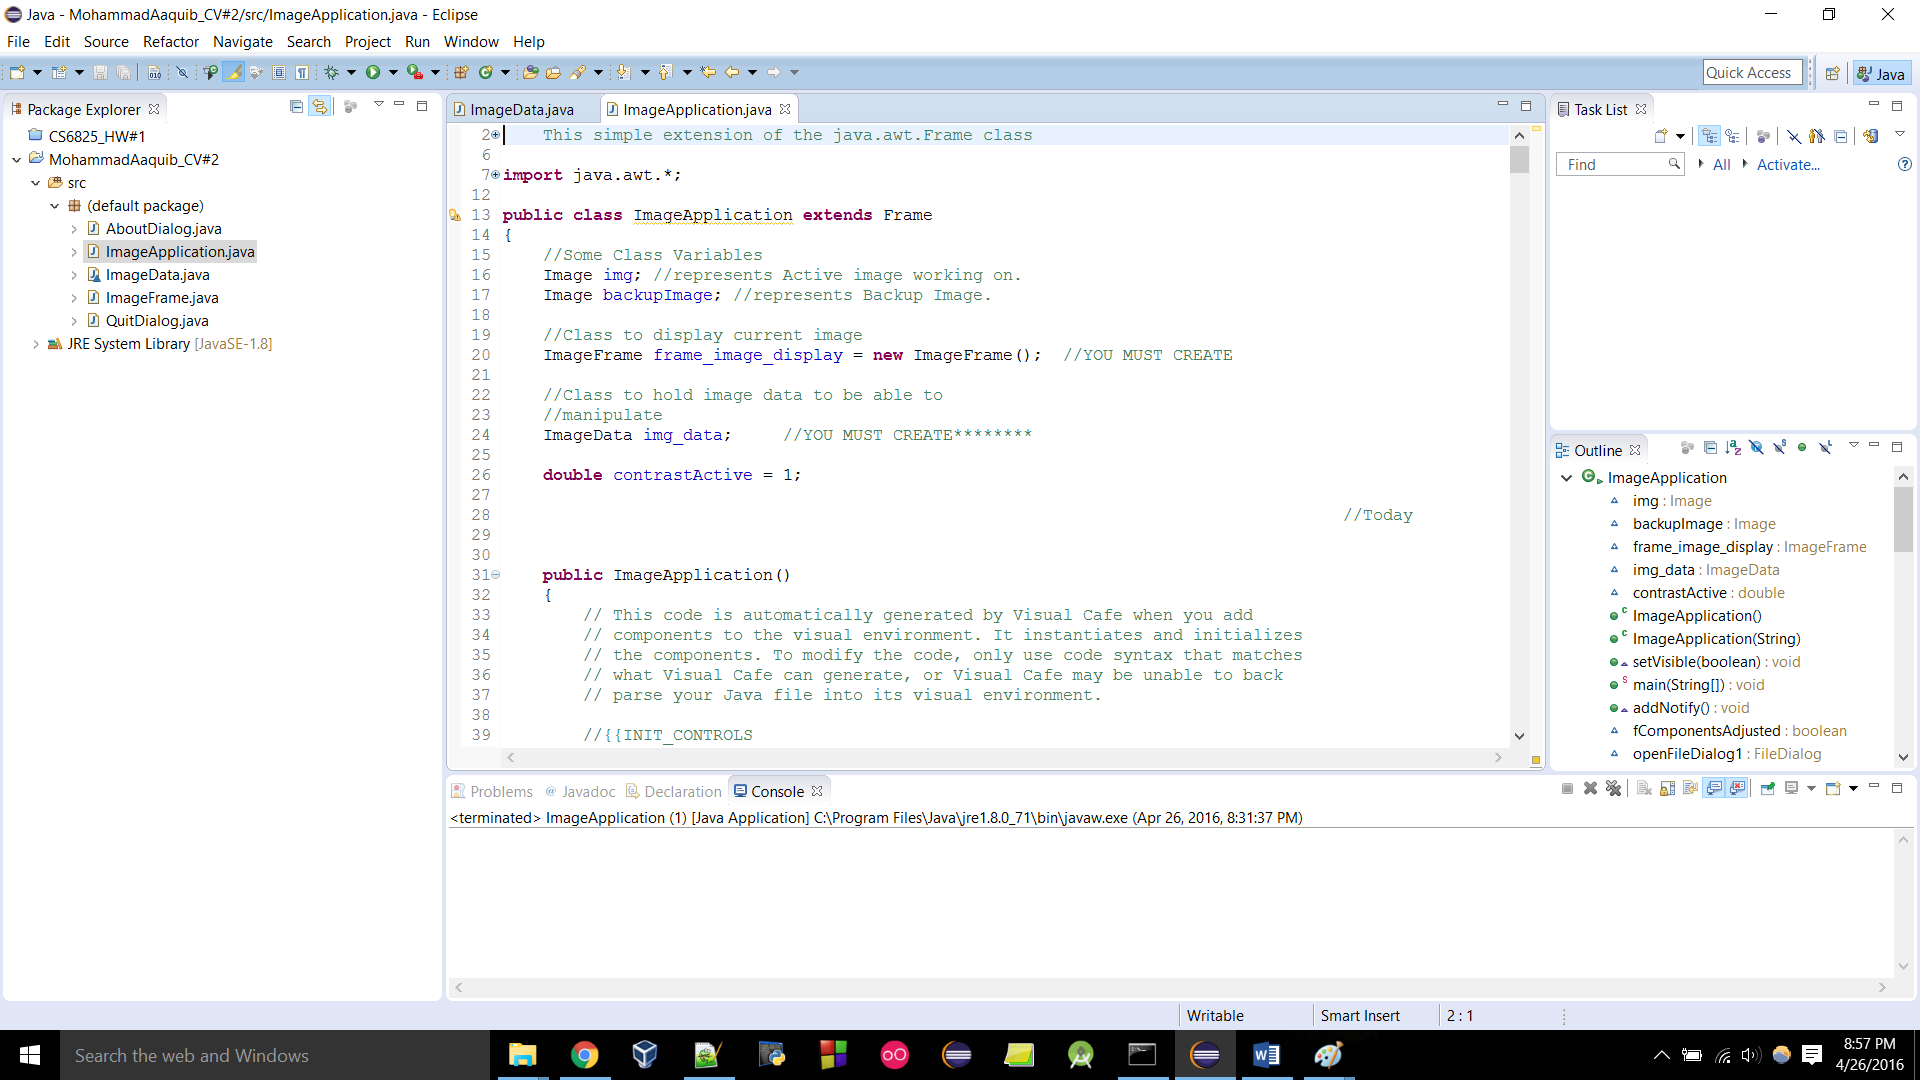 Java - MohammadAaquib_CV#2/src/ImageApplication.java - Eclipse
File Edit Source Refactor Navigate Search Project Run Window Help
Quick Access Java
Package Explorer
CS6825_HW#1
MohammadAaquib_CV#2
src
(default package)
AboutDialog.java
ImageApplication.java
ImageData.java
ImageFrame.java
QuitDialog.java
JRE System Library [JavaSE-1.8]
ImageData.java ImageApplication.java
2 This simple extension of the java.awt.Frame class
6
7 import java.awt.*;
12
13 public class ImageApplication extends Frame
14 {
15 //Some Class Variables
16 Image img; //represents Active image working on.
17 Image backupImage; //represents Backup Image.
18
19 //Class to display current image
20 ImageFrame frame_image_display = new ImageFrame(); //YOU MUST CREATE
21
22 //Class to hold image data to be able to
23 //manipulate
24 ImageData img_data; //YOU MUST CREATE********
25
26 double contrastActive = 1;
27
28 //Today
29
30
31 public ImageApplication()
32 {
33 // This code is automatically generated by Visual Cafe when you add
34 // components to the visual environment. It instantiates and initializes
35 // the components. To modify the code, only use code syntax that matches
36 // what Visual Cafe can generate, or Visual Cafe may be unable to back
37 // parse your Java file into its visual environment.
38
39 //{{INIT_CONTROLS
Task List
Find All Activate...
Outline
ImageApplication
img : Image
backupImage : Image
frame_image_display : ImageFrame
img_data : ImageData
contrastActive : double
ImageApplication()
ImageApplication(String)
setVisible(boolean) : void
main(String[]) : void
addNotify() : void
fComponentsAdjusted : boolean
openFileDialog1 : FileDialog
Problems @ Javadoc Declaration Console
<terminated> ImageApplication (1) [Java Application] C:\Program Files\Java\jre1.8.0_71\bin\javaw.exe (Apr 26, 2016, 8:31:37 PM)
Writable Smart Insert 2 : 1
Search the web and Windows
8:57 PM
4/26/2016